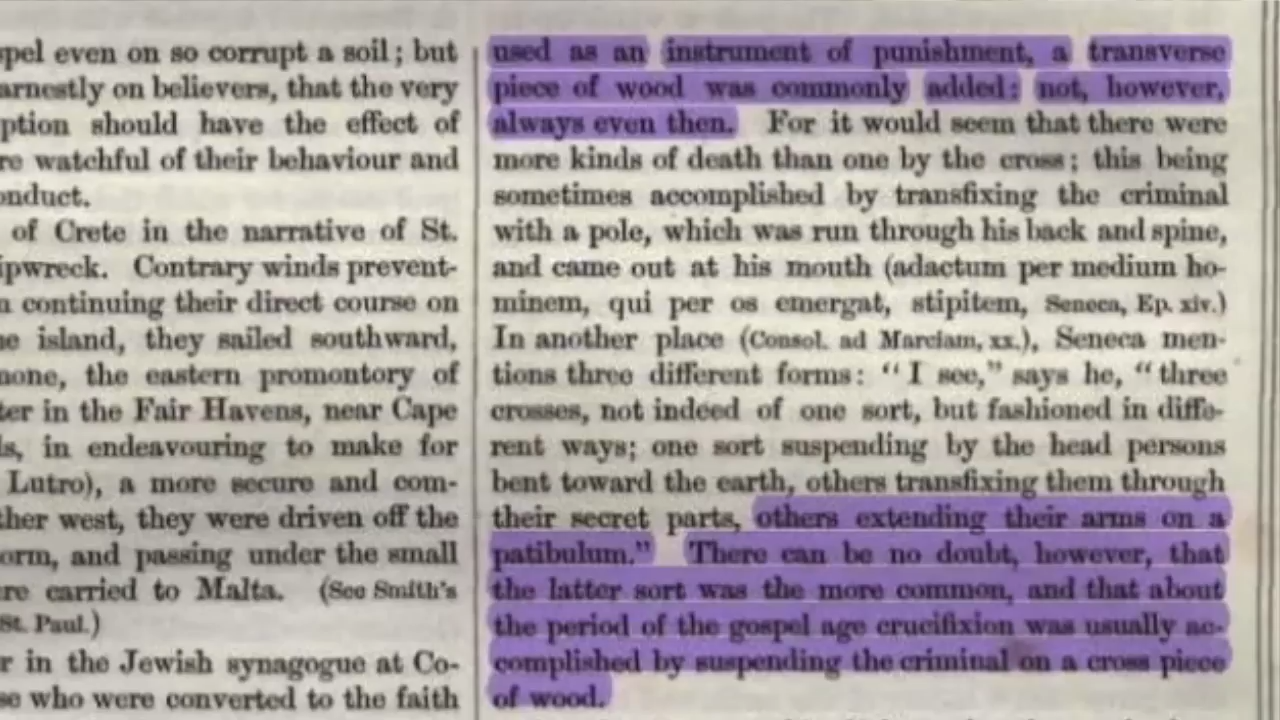 spel even on so corrupt a soil; but
arnestly on believers, that the very
ption should have the effect of
re watchful of their behaviour and
onduct.
of Crete in the narrative of St.
ipwreck. Contrary winds prevent-
n continuing their direct course on
he island, they sailed southward,
mone, the eastern promontory of
ter in the Fair Havens, near Cape
ls, in endeavouring to make for
Lutro), a more secure and com-
ther west, they were driven off the
orm, and passing under the small
re carried to Malta. (See Smith's
St. Paul.)
r in the Jewish synagogue at Co-
se who were converted to the faith
used as an instrument of punishment, a transverse
piece of wood was commonly added: not, however,
always even then. For it would seem that there were
more kinds of death than one by the cross; this being
sometimes accomplished by transfixing the criminal
with a pole, which was run through his back and spine,
and came out at his mouth (adactum per medium ho-
minem, qui per os emergat, stipitem, Seneca, Ep. xiv.)
In another place (Consol. ad Marciam, xx.), Seneca men-
tions three different forms: "I see," says he, "three
crosses, not indeed of one sort, but fashioned in diffe-
rent ways; one sort suspending by the head persons
bent toward the earth, others transfixing them through
their secret parts, others extending their arms on a
patibulum." There can be no doubt, however, that
the latter sort was the more common, and that about
the period of the gospel age crucifixion was usually ac-
complished by suspending the criminal on a cross piece
of wood.